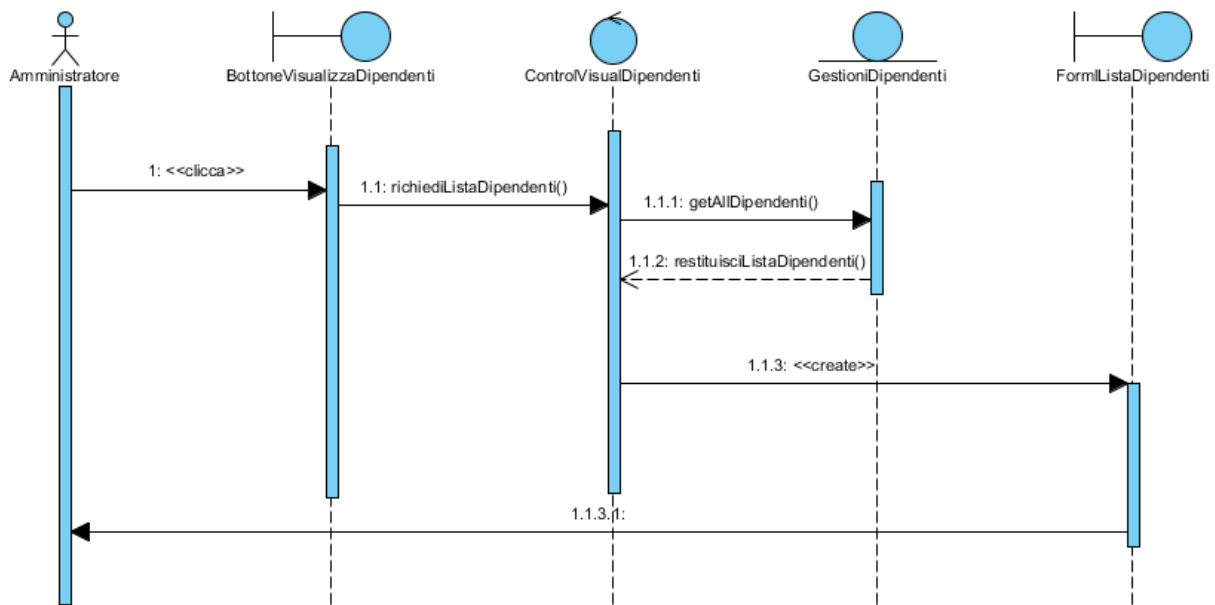 Amministratore
BottoneVisualizzaDipendenti
ControlVisualDipendenti
GestioniDipendenti
FormlListaDipendenti
1: <<clicca>>
1.1: richiediListaDipendenti()
1.1.1: getAllDipendenti()
1.1.2: restituisciListaDipendenti()
1.1.3: <<create>>
1.1.3.1: